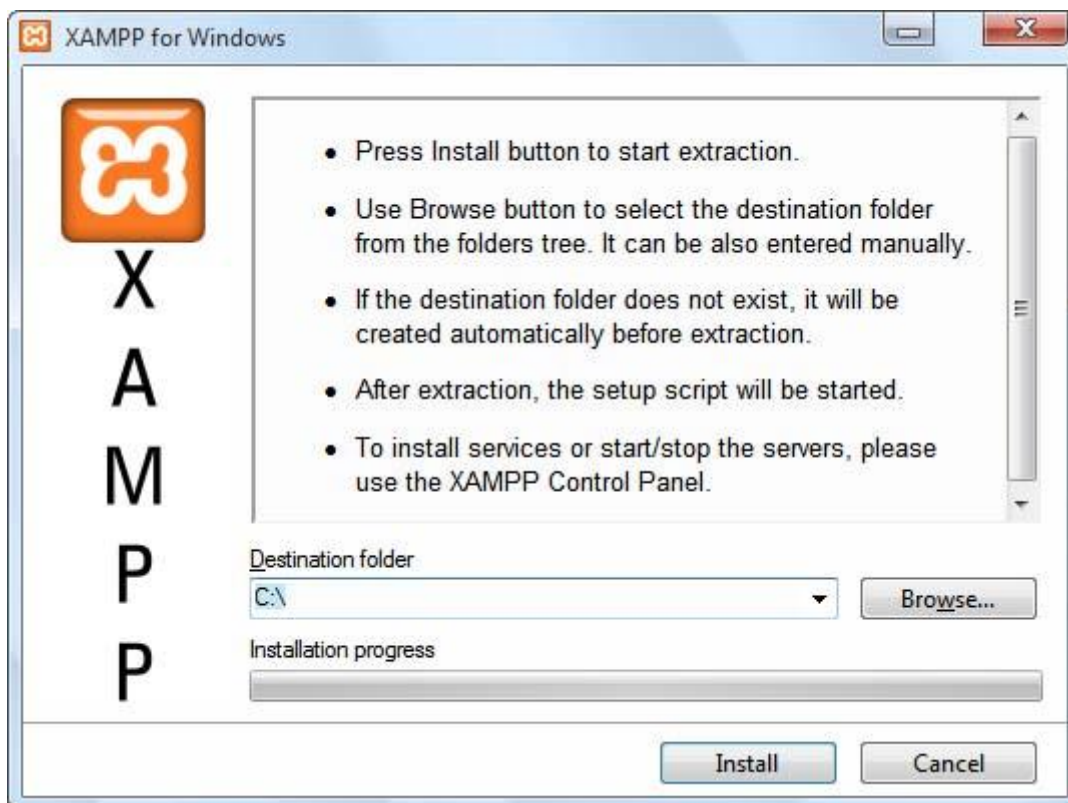 XAMPP for Windows
X
A
M
P
P
• Press Install button to start extraction.
• Use Browse button to select the destination folder
from the folders tree. It can be also entered manually.
• If the destination folder does not exist, it will be
created automatically before extraction.
• After extraction, the setup script will be started.
• To install services or start/stop the servers, please
use the XAMPP Control Panel.
Destination folder
C:\
Browse...
Installation progress
Install
Cancel